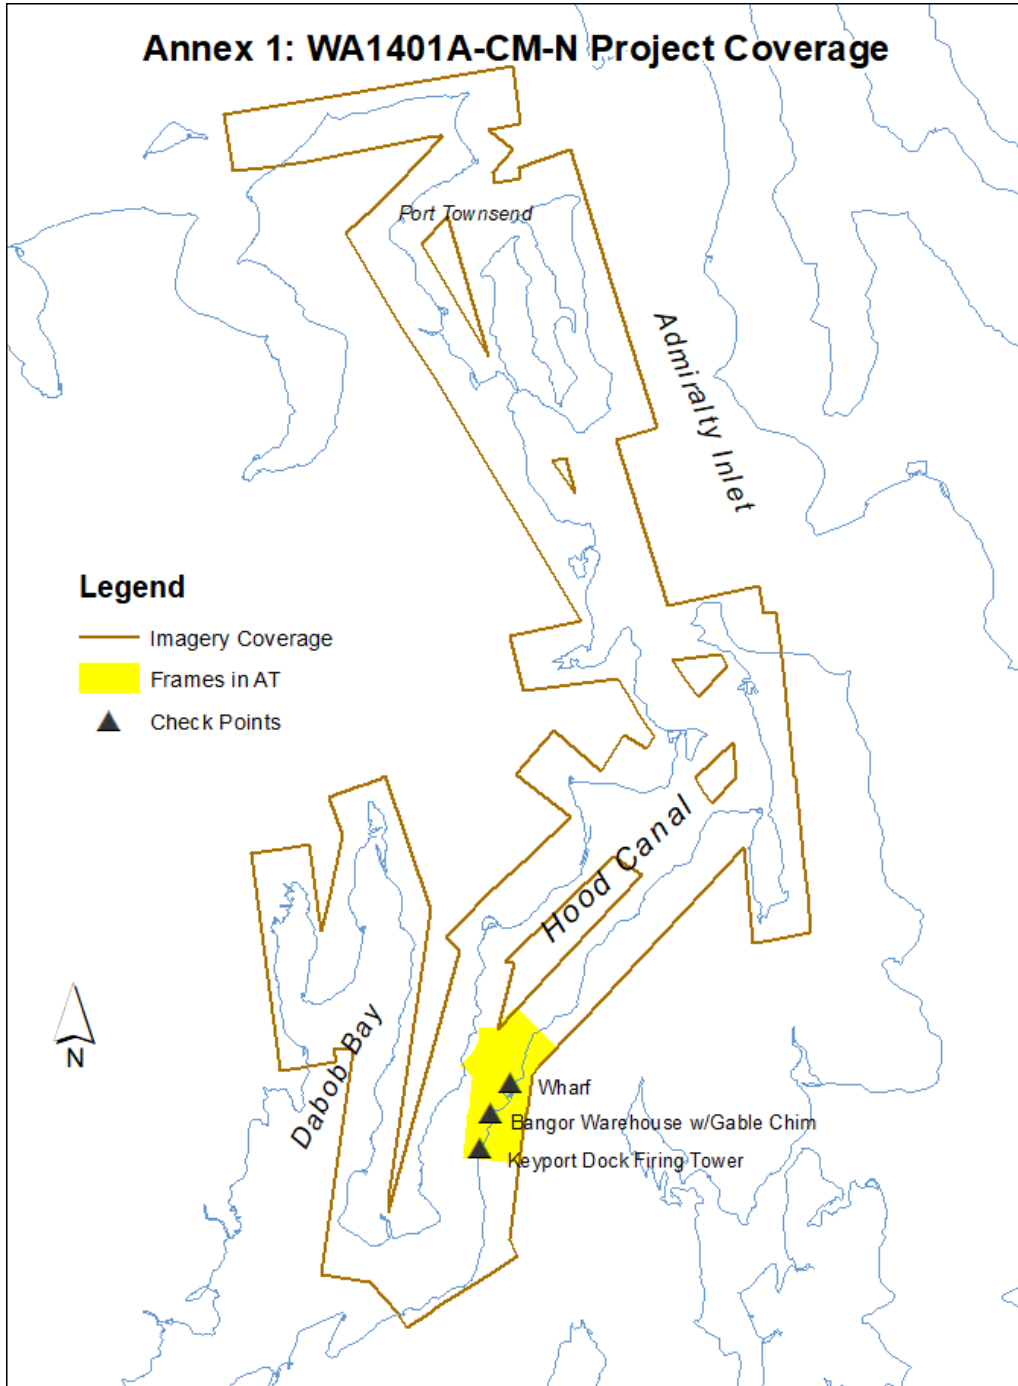 Annex 1: WA1401A-CM-N Project Coverage
Port Townsend
Admiralty Inlet
Legend
Imagery Coverage
Frames in AT
Check Points
Hood Canal
Dabob Bay
N
Wharf
Bangor Warehouse w/Gable Chim
Keyport Dock Firing Tower